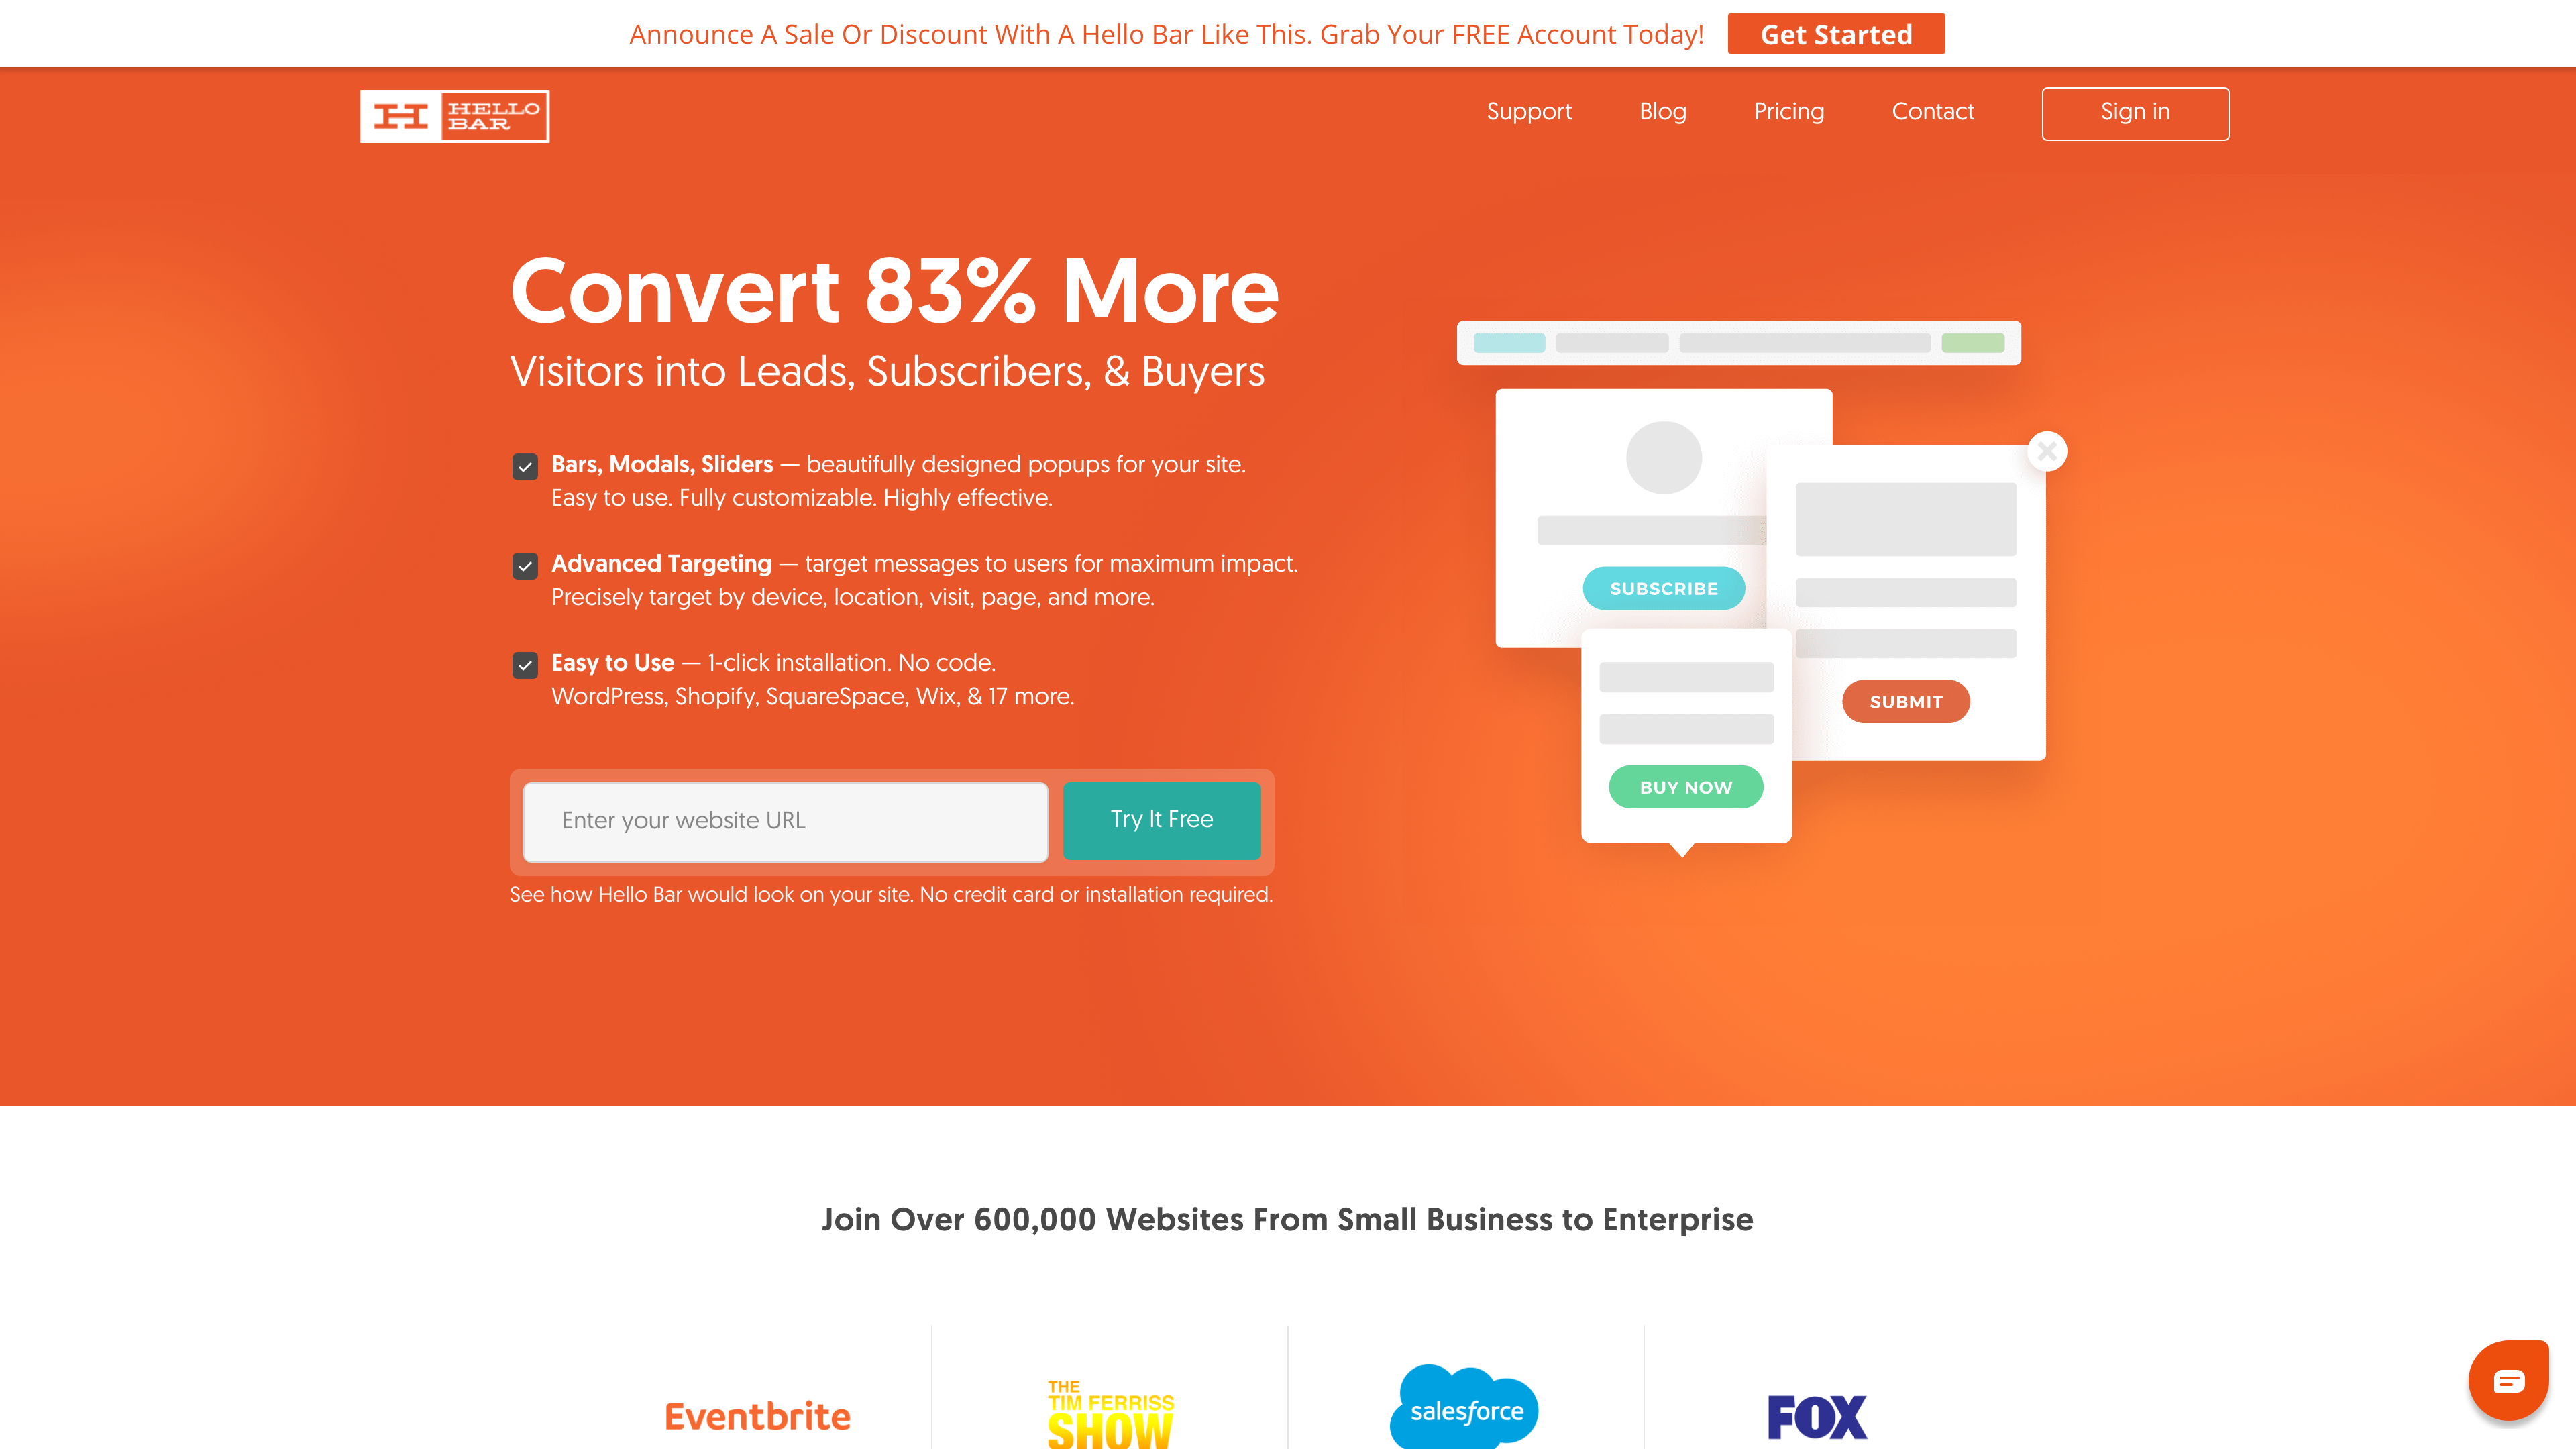 Announce A Sale Or Discount With A Hello Bar Like This. Grab Your FREE Account Today!
Get Started
H HELLO
BAR
Support
Blog
Pricing
Contact
Sign in
Convert 83% More
Visitors into Leads, Subscribers, & Buyers
Bars, Modals, Sliders — beautifully designed popups for your site.
Easy to use. Fully customizable. Highly effective.
Advanced Targeting — target messages to users for maximum impact.
Precisely target by device, location, visit, page, and more.
Easy to Use — 1-click installation. No code.
WordPress, Shopify, SquareSpace, Wix, & 17 more.
Enter your website URL
Try It Free
See how Hello Bar would look on your site. No credit card or installation required.
SUBSCRIBE
SUBMIT
BUY NOW
Join Over 600,000 Websites From Small Business to Enterprise
Eventbrite
THE
TIM FERRISS
SHOW
salesforce
FOX